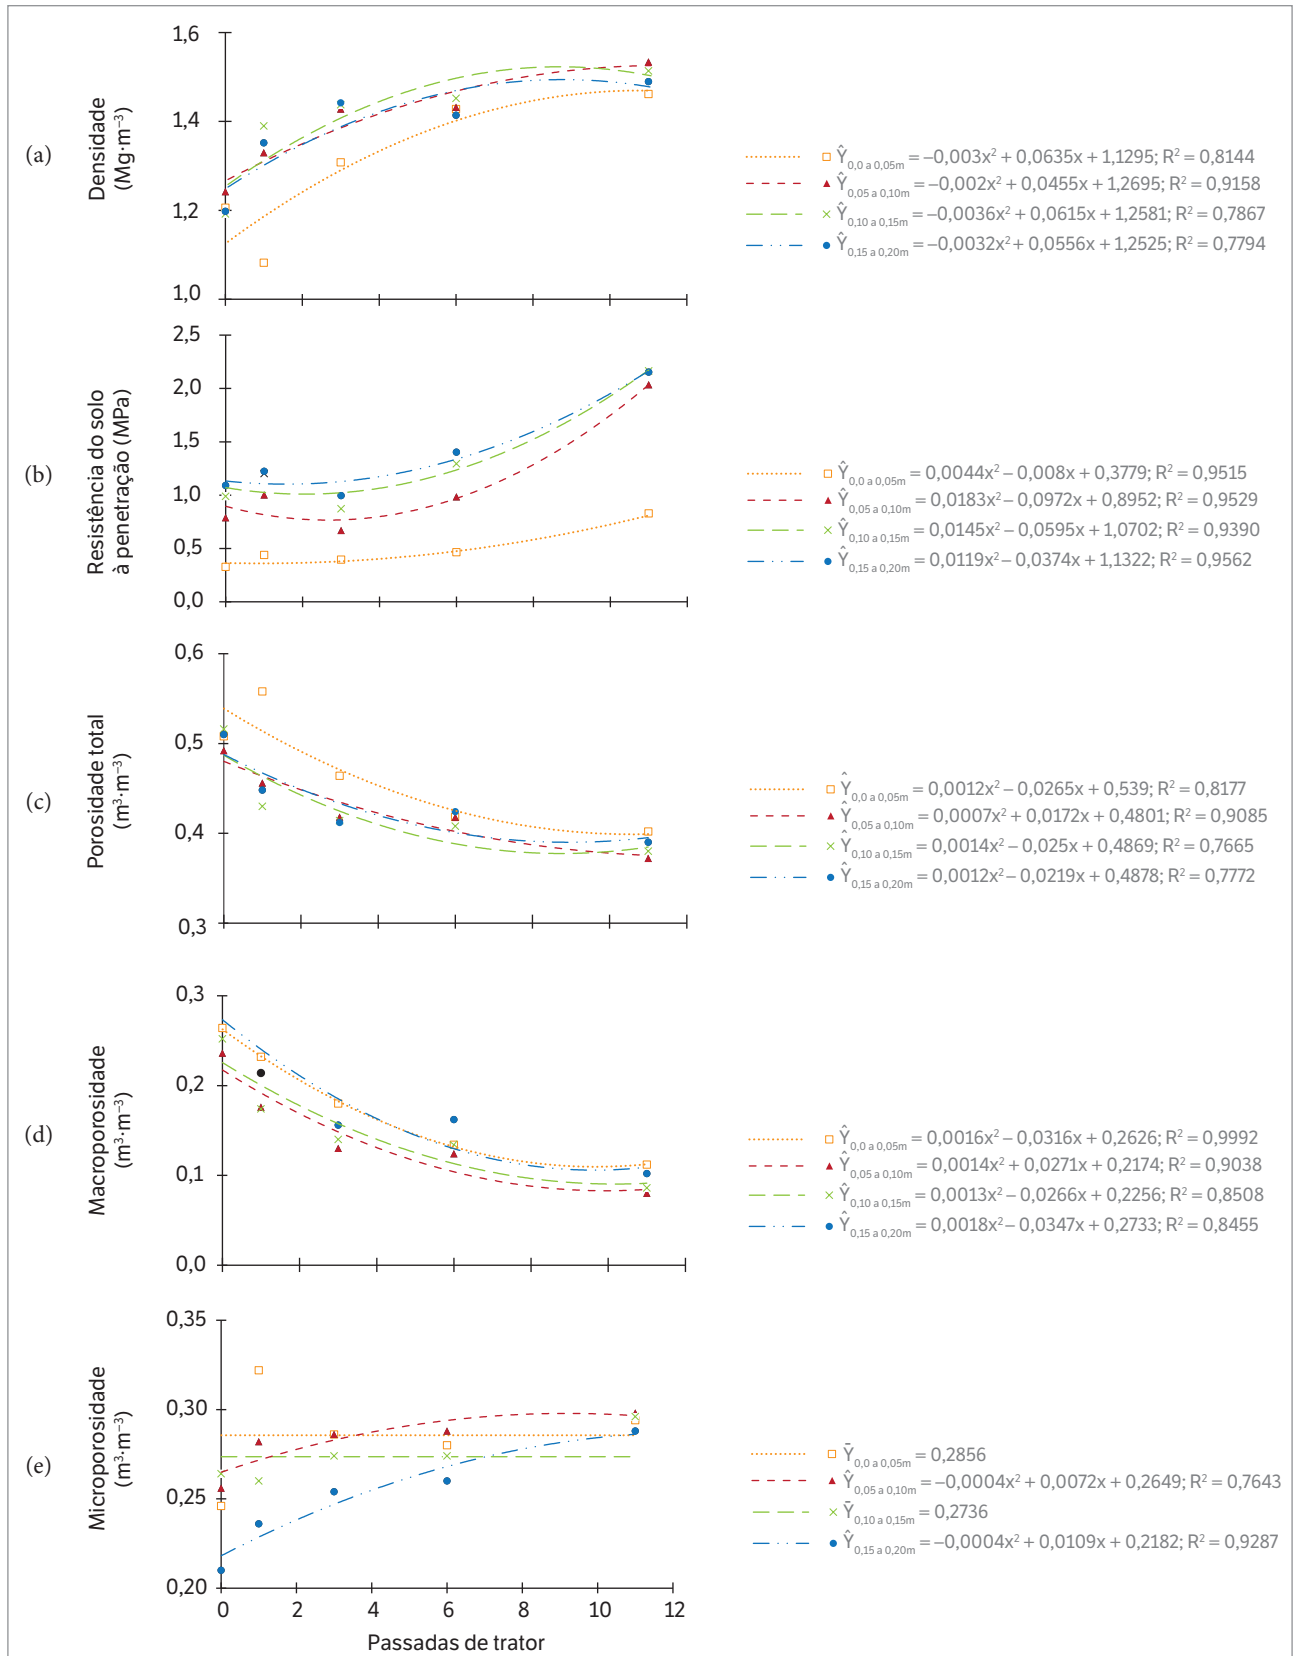 1,6
1,4
1,2
1,0
(a)
Densidade
(Mg·m⁻³)
Ŷ0,0 a 0,05m = –0,003x² + 0,0635x + 1,1295; R² = 0,8144
Ŷ0,05 a 0,10m = –0,002x² + 0,0455x + 1,2695; R² = 0,9158
Ŷ0,10 a 0,15m = –0,0036x² + 0,0615x + 1,2581; R² = 0,7867
Ŷ0,15 a 0,20m = –0,0032x² + 0,0556x + 1,2525; R² = 0,7794
2,5
2,0
1,5
1,0
0,5
0,0
(b)
Resistência do solo
à penetração (MPa)
Ŷ0,0 a 0,05m = 0,0044x² – 0,008x + 0,3779; R² = 0,9515
Ŷ0,05 a 0,10m = 0,0183x² – 0,0972x + 0,8952; R² = 0,9529
Ŷ0,10 a 0,15m = 0,0145x² – 0,0595x + 1,0702; R² = 0,9390
Ŷ0,15 a 0,20m = 0,0119x² – 0,0374x + 1,1322; R² = 0,9562
0,6
0,5
0,4
0,3
(c)
Porosidade total
(m³·m⁻³)
Ŷ0,0 a 0,05m = 0,0012x² – 0,0265x + 0,539; R² = 0,8177
Ŷ0,05 a 0,10m = 0,0007x² + 0,0172x + 0,4801; R² = 0,9085
Ŷ0,10 a 0,15m = 0,0014x² – 0,025x + 0,4869; R² = 0,7665
Ŷ0,15 a 0,20m = 0,0012x² – 0,0219x + 0,4878; R² = 0,7772
0,3
0,2
0,1
0,0
(d)
Macroporosidade
(m³·m⁻³)
Ŷ0,0 a 0,05m = 0,0016x² – 0,0316x + 0,2626; R² = 0,9992
Ŷ0,05 a 0,10m = 0,0014x² + 0,0271x + 0,2174; R² = 0,9038
Ŷ0,10 a 0,15m = 0,0013x² – 0,0266x + 0,2256; R² = 0,8508
Ŷ0,15 a 0,20m = 0,0018x² – 0,0347x + 0,2733; R² = 0,8455
0,35
0,30
0,25
0,20
(e)
Microporosidade
(m³·m⁻³)
Ȳ0,0 a 0,05m = 0,2856
Ŷ0,05 a 0,10m = –0,0004x² + 0,0072x + 0,2649; R² = 0,7643
Ȳ0,10 a 0,15m = 0,2736
Ŷ0,15 a 0,20m = –0,0004x² + 0,0109x + 0,2182; R² = 0,9287
0 2 4 6 8 10 12
Passadas de trator